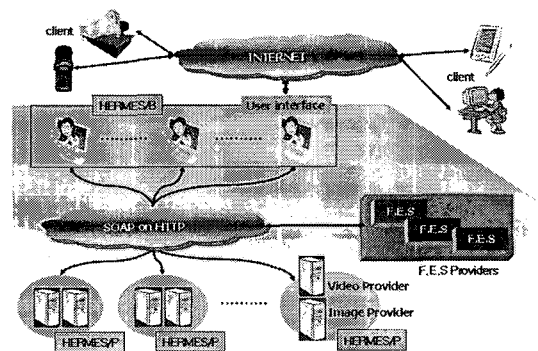 client
INTERNET
client
HERMES/B
User interface
SOAP on HTTP
F.E.S
F.E.S
F.E.S
F.E.S Providers
Video Provider
Image Provider
HERMES/P
HERMES/P
HERMES/P